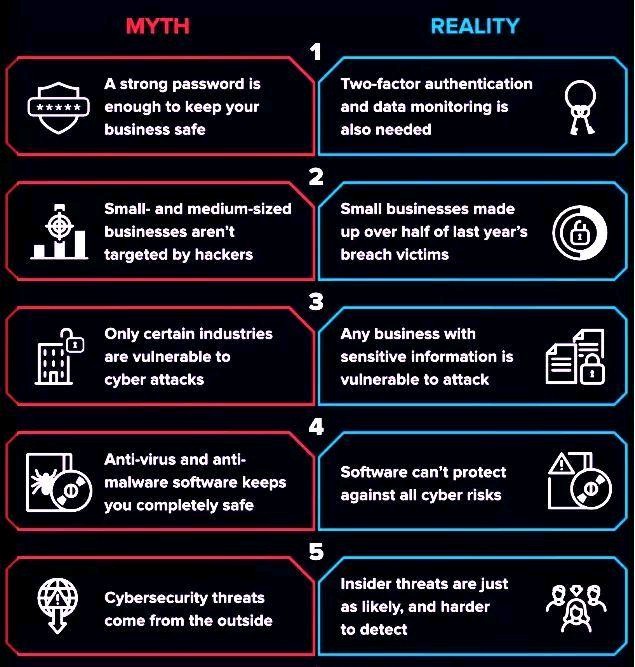 MYTH
REALITY
1
A strong password is
enough to keep your
business safe
Two-factor authentication
and data monitoring is
also needed
2
Small- and medium-sized
businesses aren't
targeted by hackers
Small businesses made
up over half of last year's
breach victims
3
Only certain industries
are vulnerable to
cyber attacks
Any business with
sensitive information is
vulnerable to attack
4
Anti-virus and anti-
malware software keeps
you completely safe
Software can't protect
against all cyber risks
5
Cybersecurity threats
come from the outside
Insider threats are just
as likely, and harder
to detect